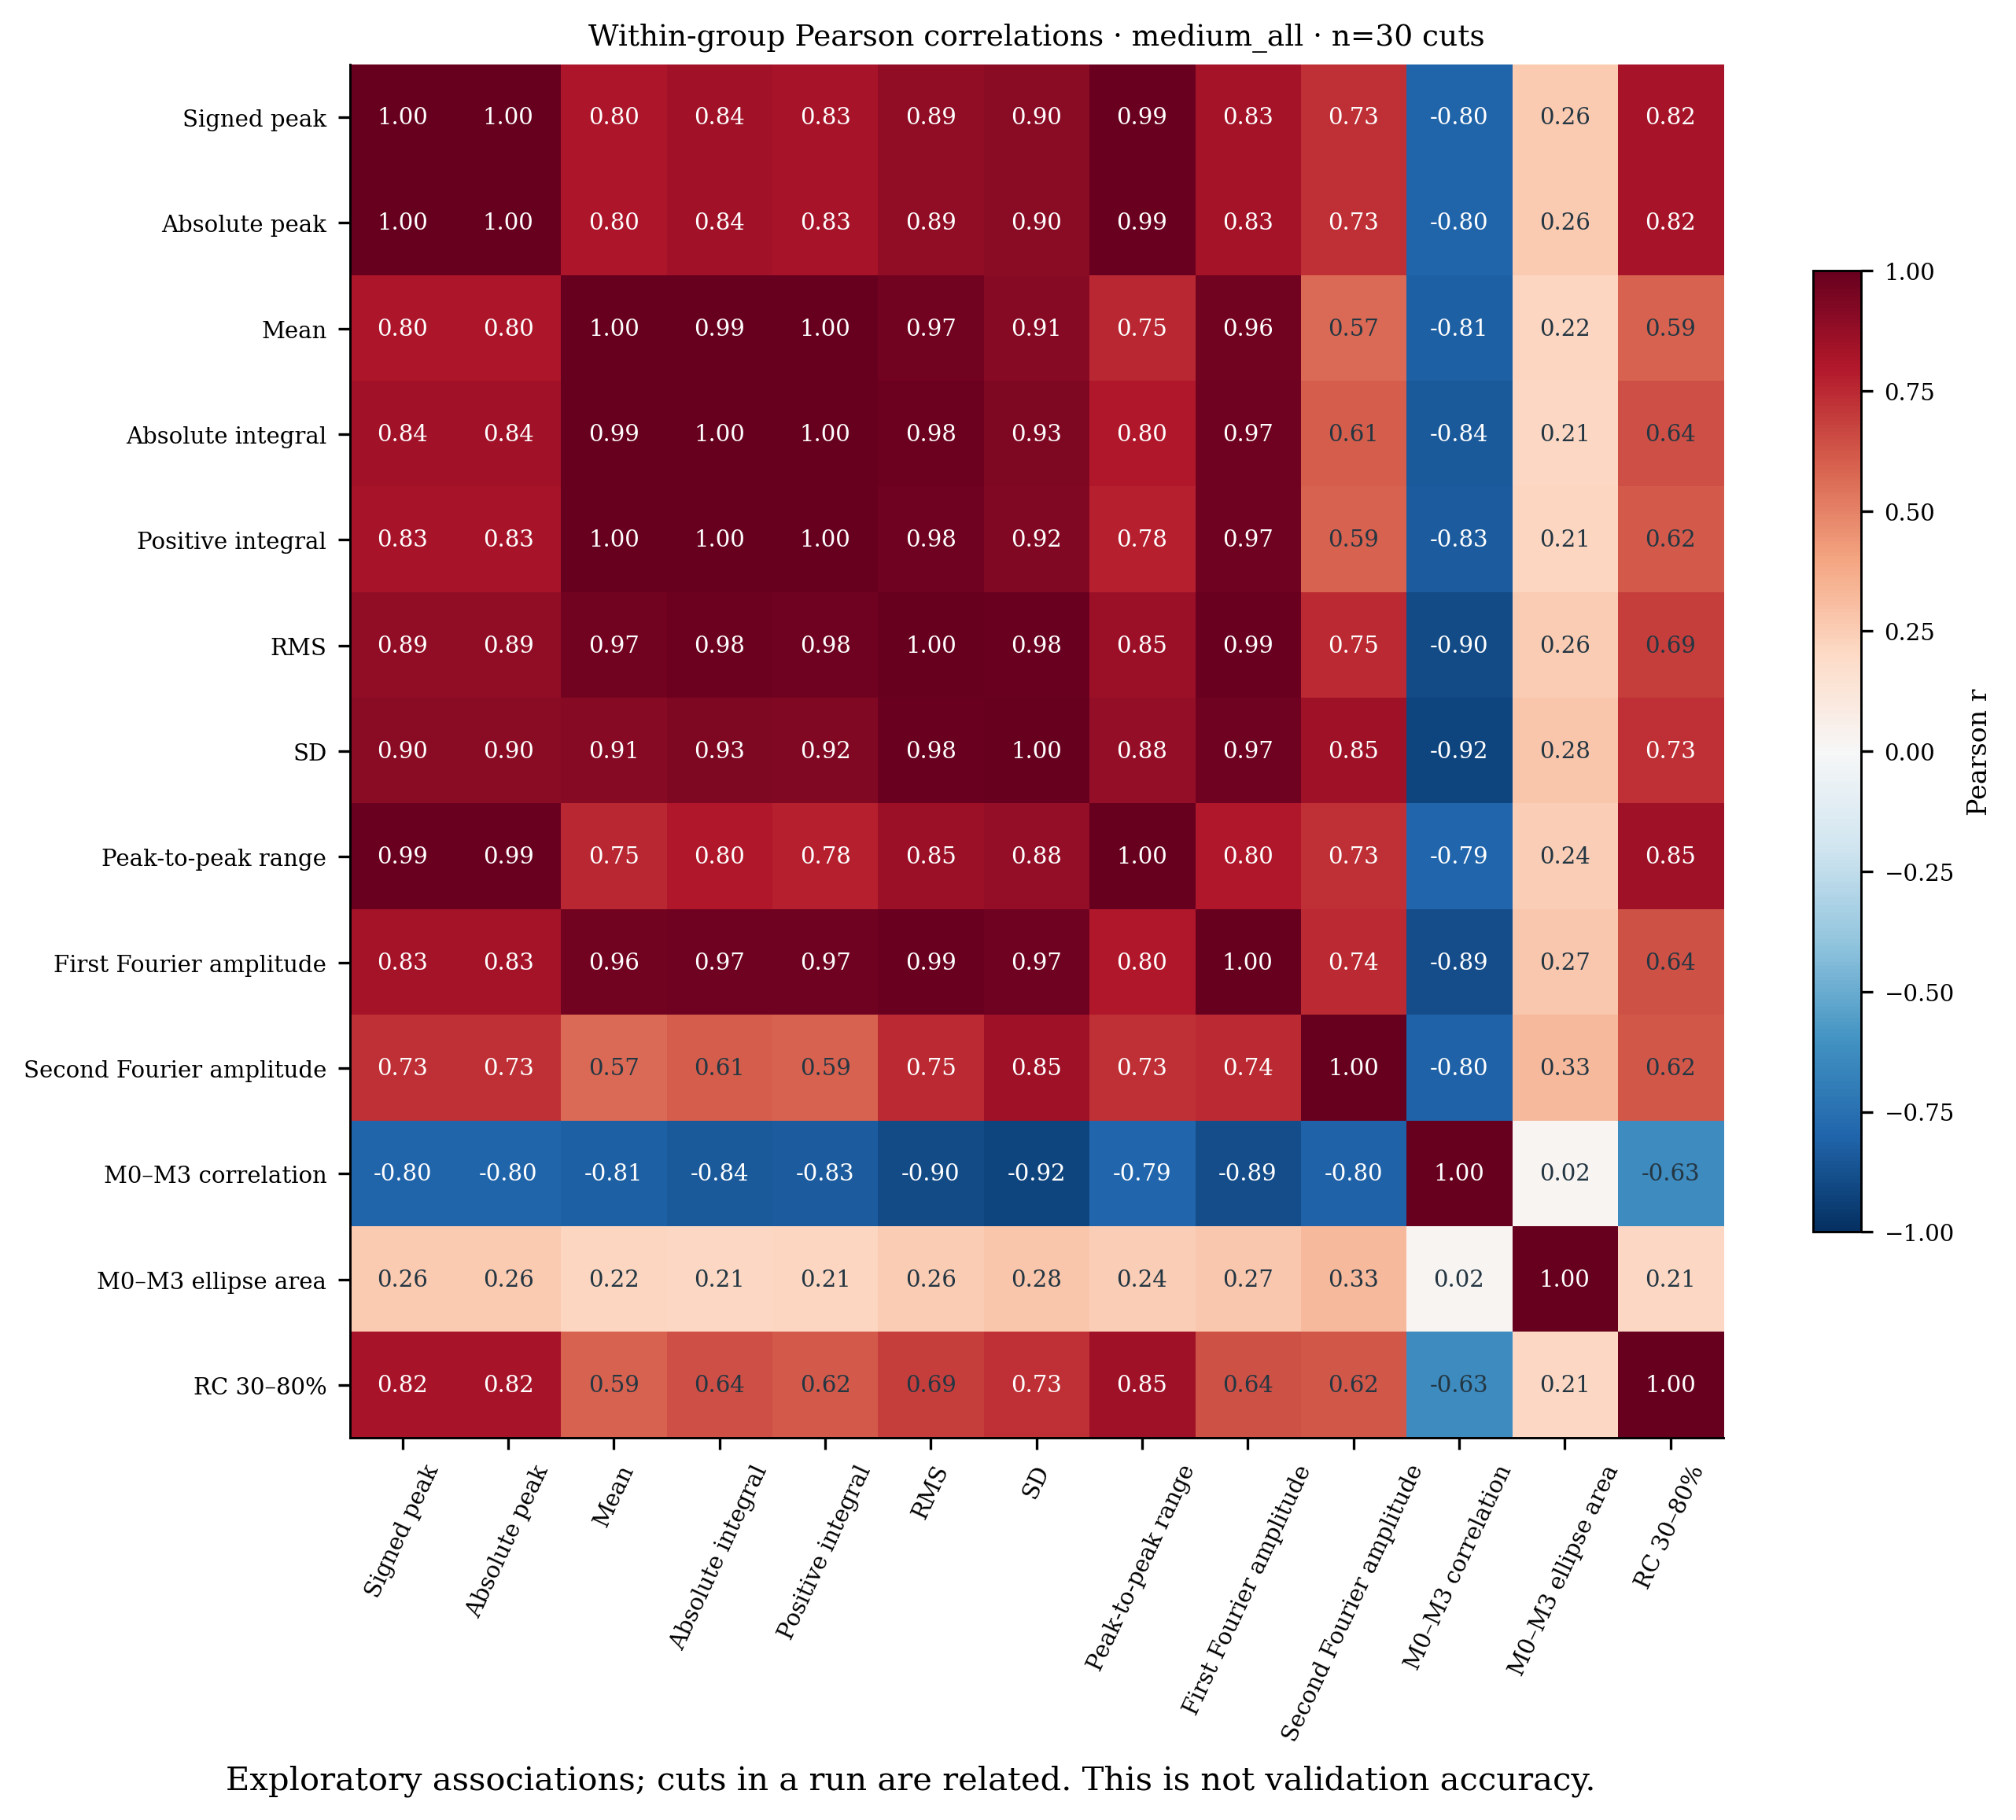 Within-group Pearson correlations · medium_all · n=30 cuts
Signed peak 1.00 1.00 0.80 0.84 0.83 0.89 0.90 0.99 0.83 0.73 -0.80 0.26 0.82
Absolute peak 1.00 1.00 0.80 0.84 0.83 0.89 0.90 0.99 0.83 0.73 -0.80 0.26 0.82
Mean 0.80 0.80 1.00 0.99 1.00 0.97 0.91 0.75 0.96 0.57 -0.81 0.22 0.59
Absolute integral 0.84 0.84 0.99 1.00 1.00 0.98 0.93 0.80 0.97 0.61 -0.84 0.21 0.64
Positive integral 0.83 0.83 1.00 1.00 1.00 0.98 0.92 0.78 0.97 0.59 -0.83 0.21 0.62
RMS 0.89 0.89 0.97 0.98 0.98 1.00 0.98 0.85 0.99 0.75 -0.90 0.26 0.69
SD 0.90 0.90 0.91 0.93 0.92 0.98 1.00 0.88 0.97 0.85 -0.92 0.28 0.73
Peak-to-peak range 0.99 0.99 0.75 0.80 0.78 0.85 0.88 1.00 0.80 0.73 -0.79 0.24 0.85
First Fourier amplitude 0.83 0.83 0.96 0.97 0.97 0.99 0.97 0.80 1.00 0.74 -0.89 0.27 0.64
Second Fourier amplitude 0.73 0.73 0.57 0.61 0.59 0.75 0.85 0.73 0.74 1.00 -0.80 0.33 0.62
M0–M3 correlation -0.80 -0.80 -0.81 -0.84 -0.83 -0.90 -0.92 -0.79 -0.89 -0.80 1.00 0.02 -0.63
M0–M3 ellipse area 0.26 0.26 0.22 0.21 0.21 0.26 0.28 0.24 0.27 0.33 0.02 1.00 0.21
RC 30–80% 0.82 0.82 0.59 0.64 0.62 0.69 0.73 0.85 0.64 0.62 -0.63 0.21 1.00
Signed peak
Absolute peak
Mean
Absolute integral
Positive integral
RMS
SD
Peak-to-peak range
First Fourier amplitude
Second Fourier amplitude
M0–M3 correlation
M0–M3 ellipse area
RC 30–80%
1.00
0.75
0.50
0.25
0.00
−0.25
−0.50
−0.75
−1.00
Pearson r
Exploratory associations; cuts in a run are related. This is not validation accuracy.